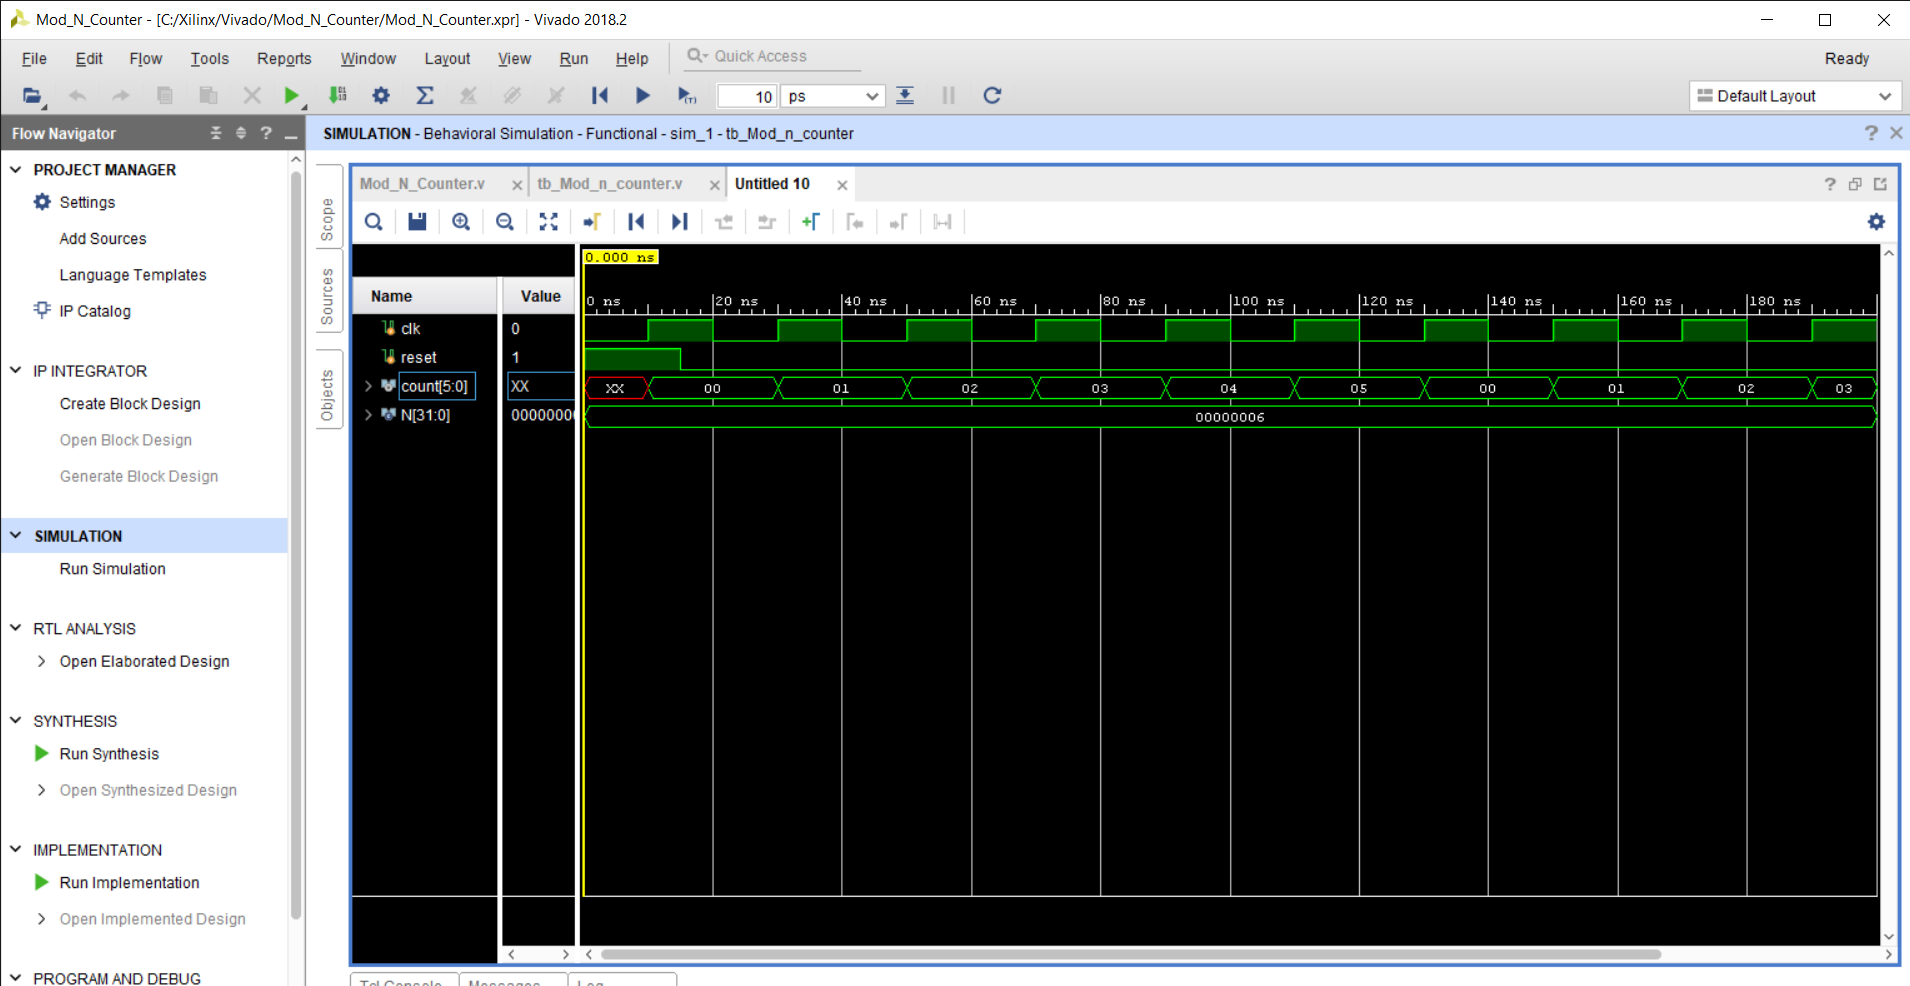 Mod_N_Counter - [C:/Xilinx/Vivado/Mod_N_Counter/Mod_N_Counter.xpr] - Vivado 2018.2
File Edit Flow Tools Reports Window Layout View Run Help Quick Access Ready
10 ps Default Layout
Flow Navigator
SIMULATION - Behavioral Simulation - Functional - sim_1 - tb_Mod_n_counter
PROJECT MANAGER
Settings
Add Sources
Language Templates
IP Catalog
IP INTEGRATOR
Create Block Design
Open Block Design
Generate Block Design
SIMULATION
Run Simulation
RTL ANALYSIS
Open Elaborated Design
SYNTHESIS
Run Synthesis
Open Synthesized Design
IMPLEMENTATION
Run Implementation
Open Implemented Design
PROGRAM AND DEBUG
Scope
Sources
Objects
Mod_N_Counter.v tb_Mod_n_counter.v Untitled 10
0.000 ns
Name Value 0 ns 20 ns 40 ns 60 ns 80 ns 100 ns 120 ns 140 ns 160 ns 180 ns
clk 0
reset 1
count[5:0] XX XX 00 01 02 03 04 05 00 01 02 03
N[31:0] 0000000 00000006
Tcl Console Messages Log